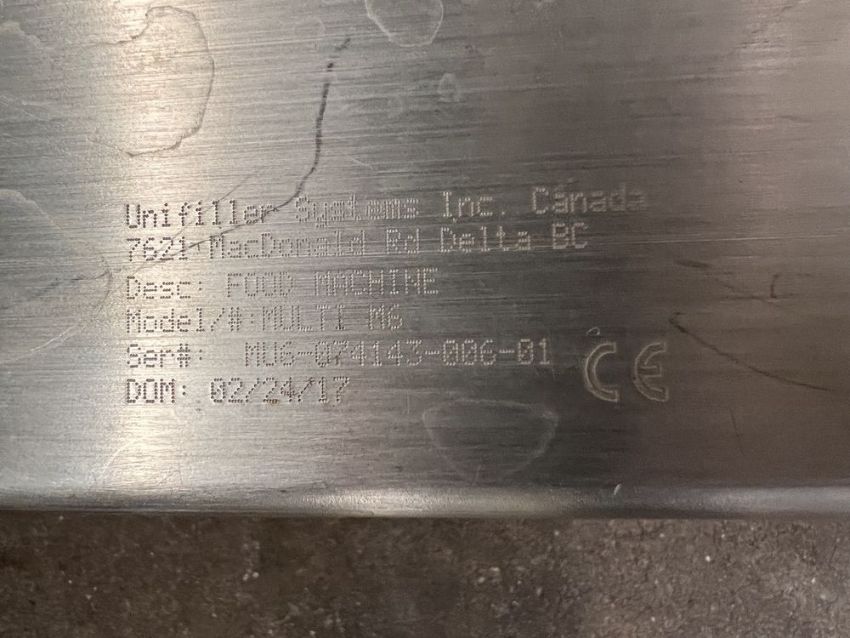 Unifiller Systems Inc. Canada
7621 MacDonald Rd Delta BC
Desc: FOOD MACHINE
Model/#: MULTI M6
Ser#: MU6-074143-006-01
DOM: 02/24/17
CE